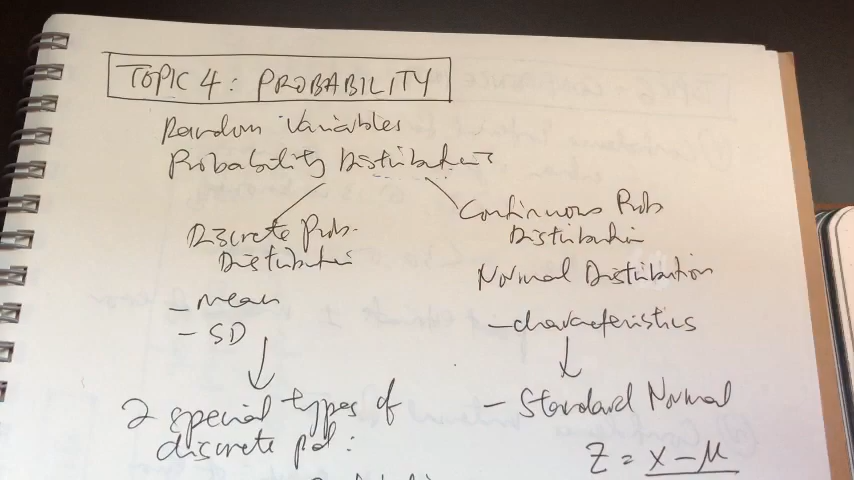 TOPIC 4: PROBABILITY
Random Variables
Probability Distributions
Discrete Prob.
Distribution
- mean
- SD
2 special types of
discrete pd:
Continuous Prob
Distribution
Normal Distribution
- characteristics
- Standard Normal
Z = x - μ